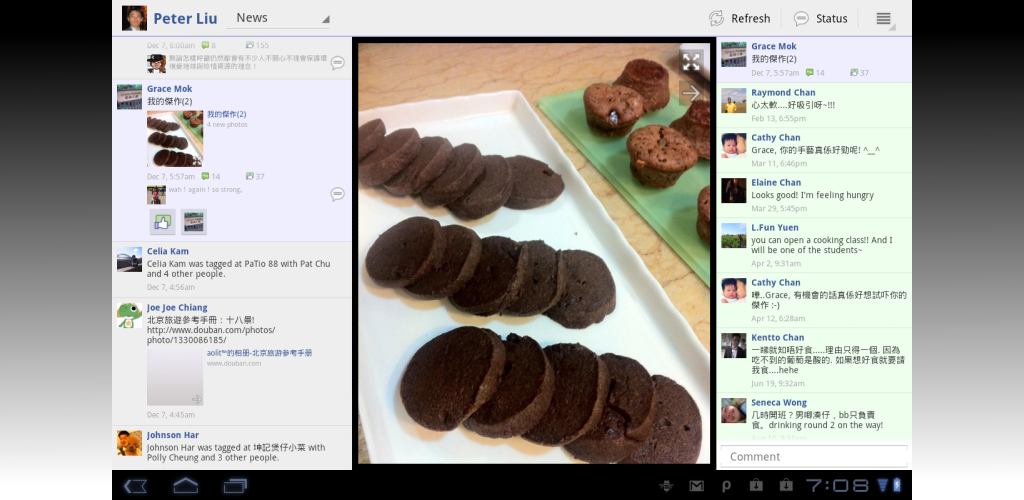 Peter Liu
News
Refresh
Status
Dec 7, 6:00am 8 155
Grace Mok
我的傑作(2)
我的傑作(2)
4 new photos
Dec 7, 5:57am 14 37
wah ! again ! so strong。
Celia Kam
Celia Kam was tagged at PaTio 88 with Pat Chu
and 4 other people.
Dec 7, 4:56am
Joe Joe Chiang
北京旅遊參考手冊：十八景!
http://www.douban.com/photos/
photo/1330086185/
aolit™的相册-北京旅游参考手册
www.douban.com
Dec 7, 4:45am
Johnson Har
Johnson Har was tagged at 坤記煲仔小菜 with
Polly Cheung and 3 other people.
Grace Mok
我的傑作(2)
Dec 7, 5:57am 14 37
Raymond Chan
心太軟....好吸引呀~!!!
Feb 13, 6:55pm
Cathy Chan
Grace, 你的手藝真係好勁呢! ^__^
Mar 11, 6:46pm
Elaine Chan
Looks good! I'm feeling hungry
Mar 29, 5:45pm
L.Fun Yuen
you can open a cooking class!! And I
will be one of the students~
Apr 2, 9:31am
Cathy Chan
嘩..Grace, 有機會的話真係好想試吓你的
傑作 :-)
Apr 12, 6:28am
Kentto Chan
一睇就知唔好食.....理由只得一個. 因為
吃不到的葡萄是酸的. 如果想好食就要請
我食....hehe
Jun 19, 9:32am
Seneca Wong
几時開班？男啷湊仔﹐bb只負責
食。drinking round 2 on the way!
Comment
7:08